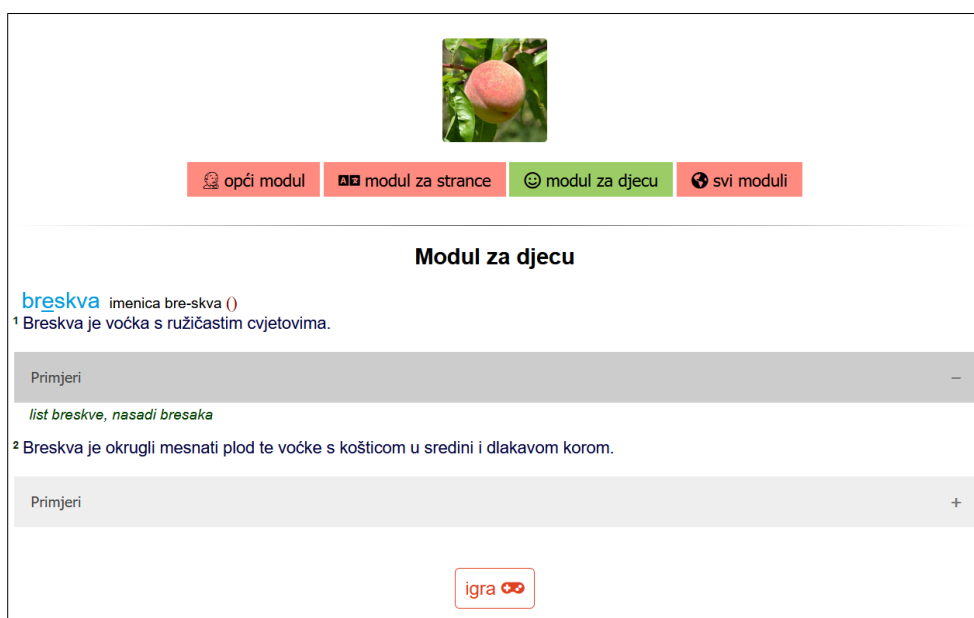 opći modul modul za strance modul za djecu svi moduli
Modul za djecu
breskva imenica bre-skva ()
1 Breskva je voćka s ružičastim cvjetovima.
Primjeri −
list breskve, nasadi bresaka
2 Breskva je okrugli mesnati plod te voćke s košticom u sredini i dlakavom korom.
Primjeri +
igra